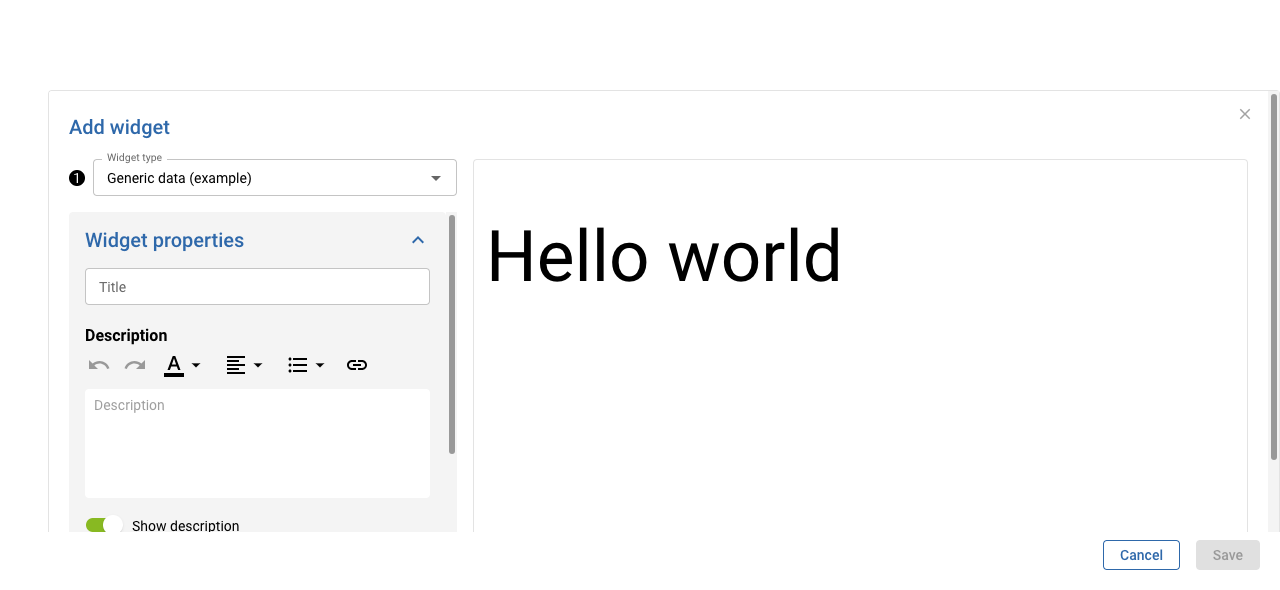 Add widget
Widget type
1
Generic data (example)
Widget properties
Title
Description
A
Description
Show description
Hello world
Cancel
Save